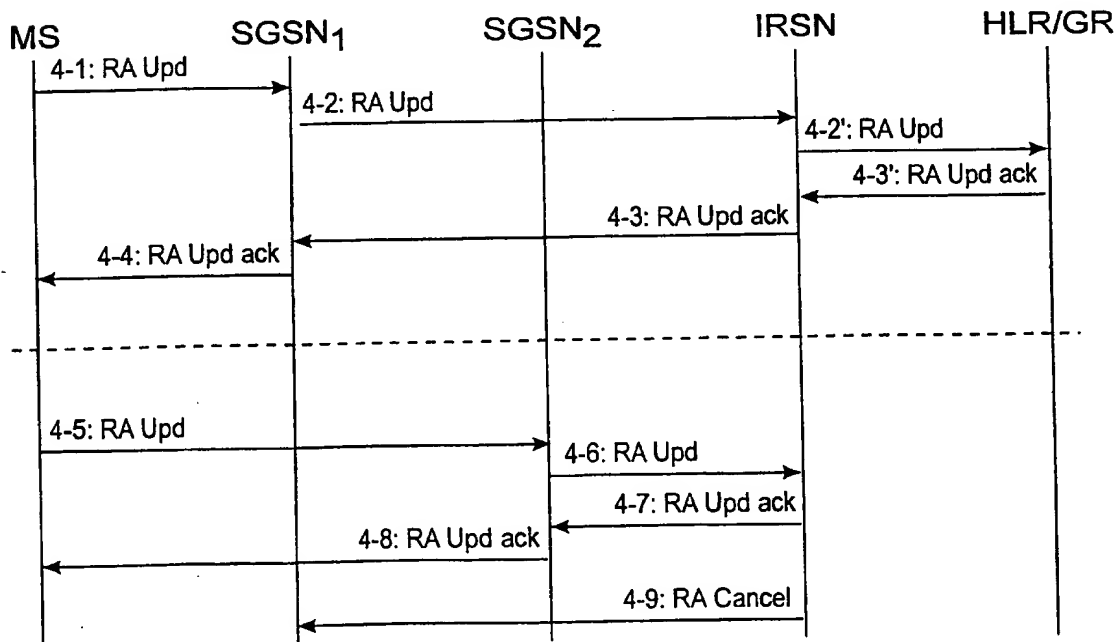 MS SGSN1 SGSN2 IRSN HLR/GR
4-1: RA Upd
4-2: RA Upd
4-2': RA Upd
4-3': RA Upd ack
4-3: RA Upd ack
4-4: RA Upd ack
4-5: RA Upd
4-6: RA Upd
4-7: RA Upd ack
4-8: RA Upd ack
4-9: RA Cancel